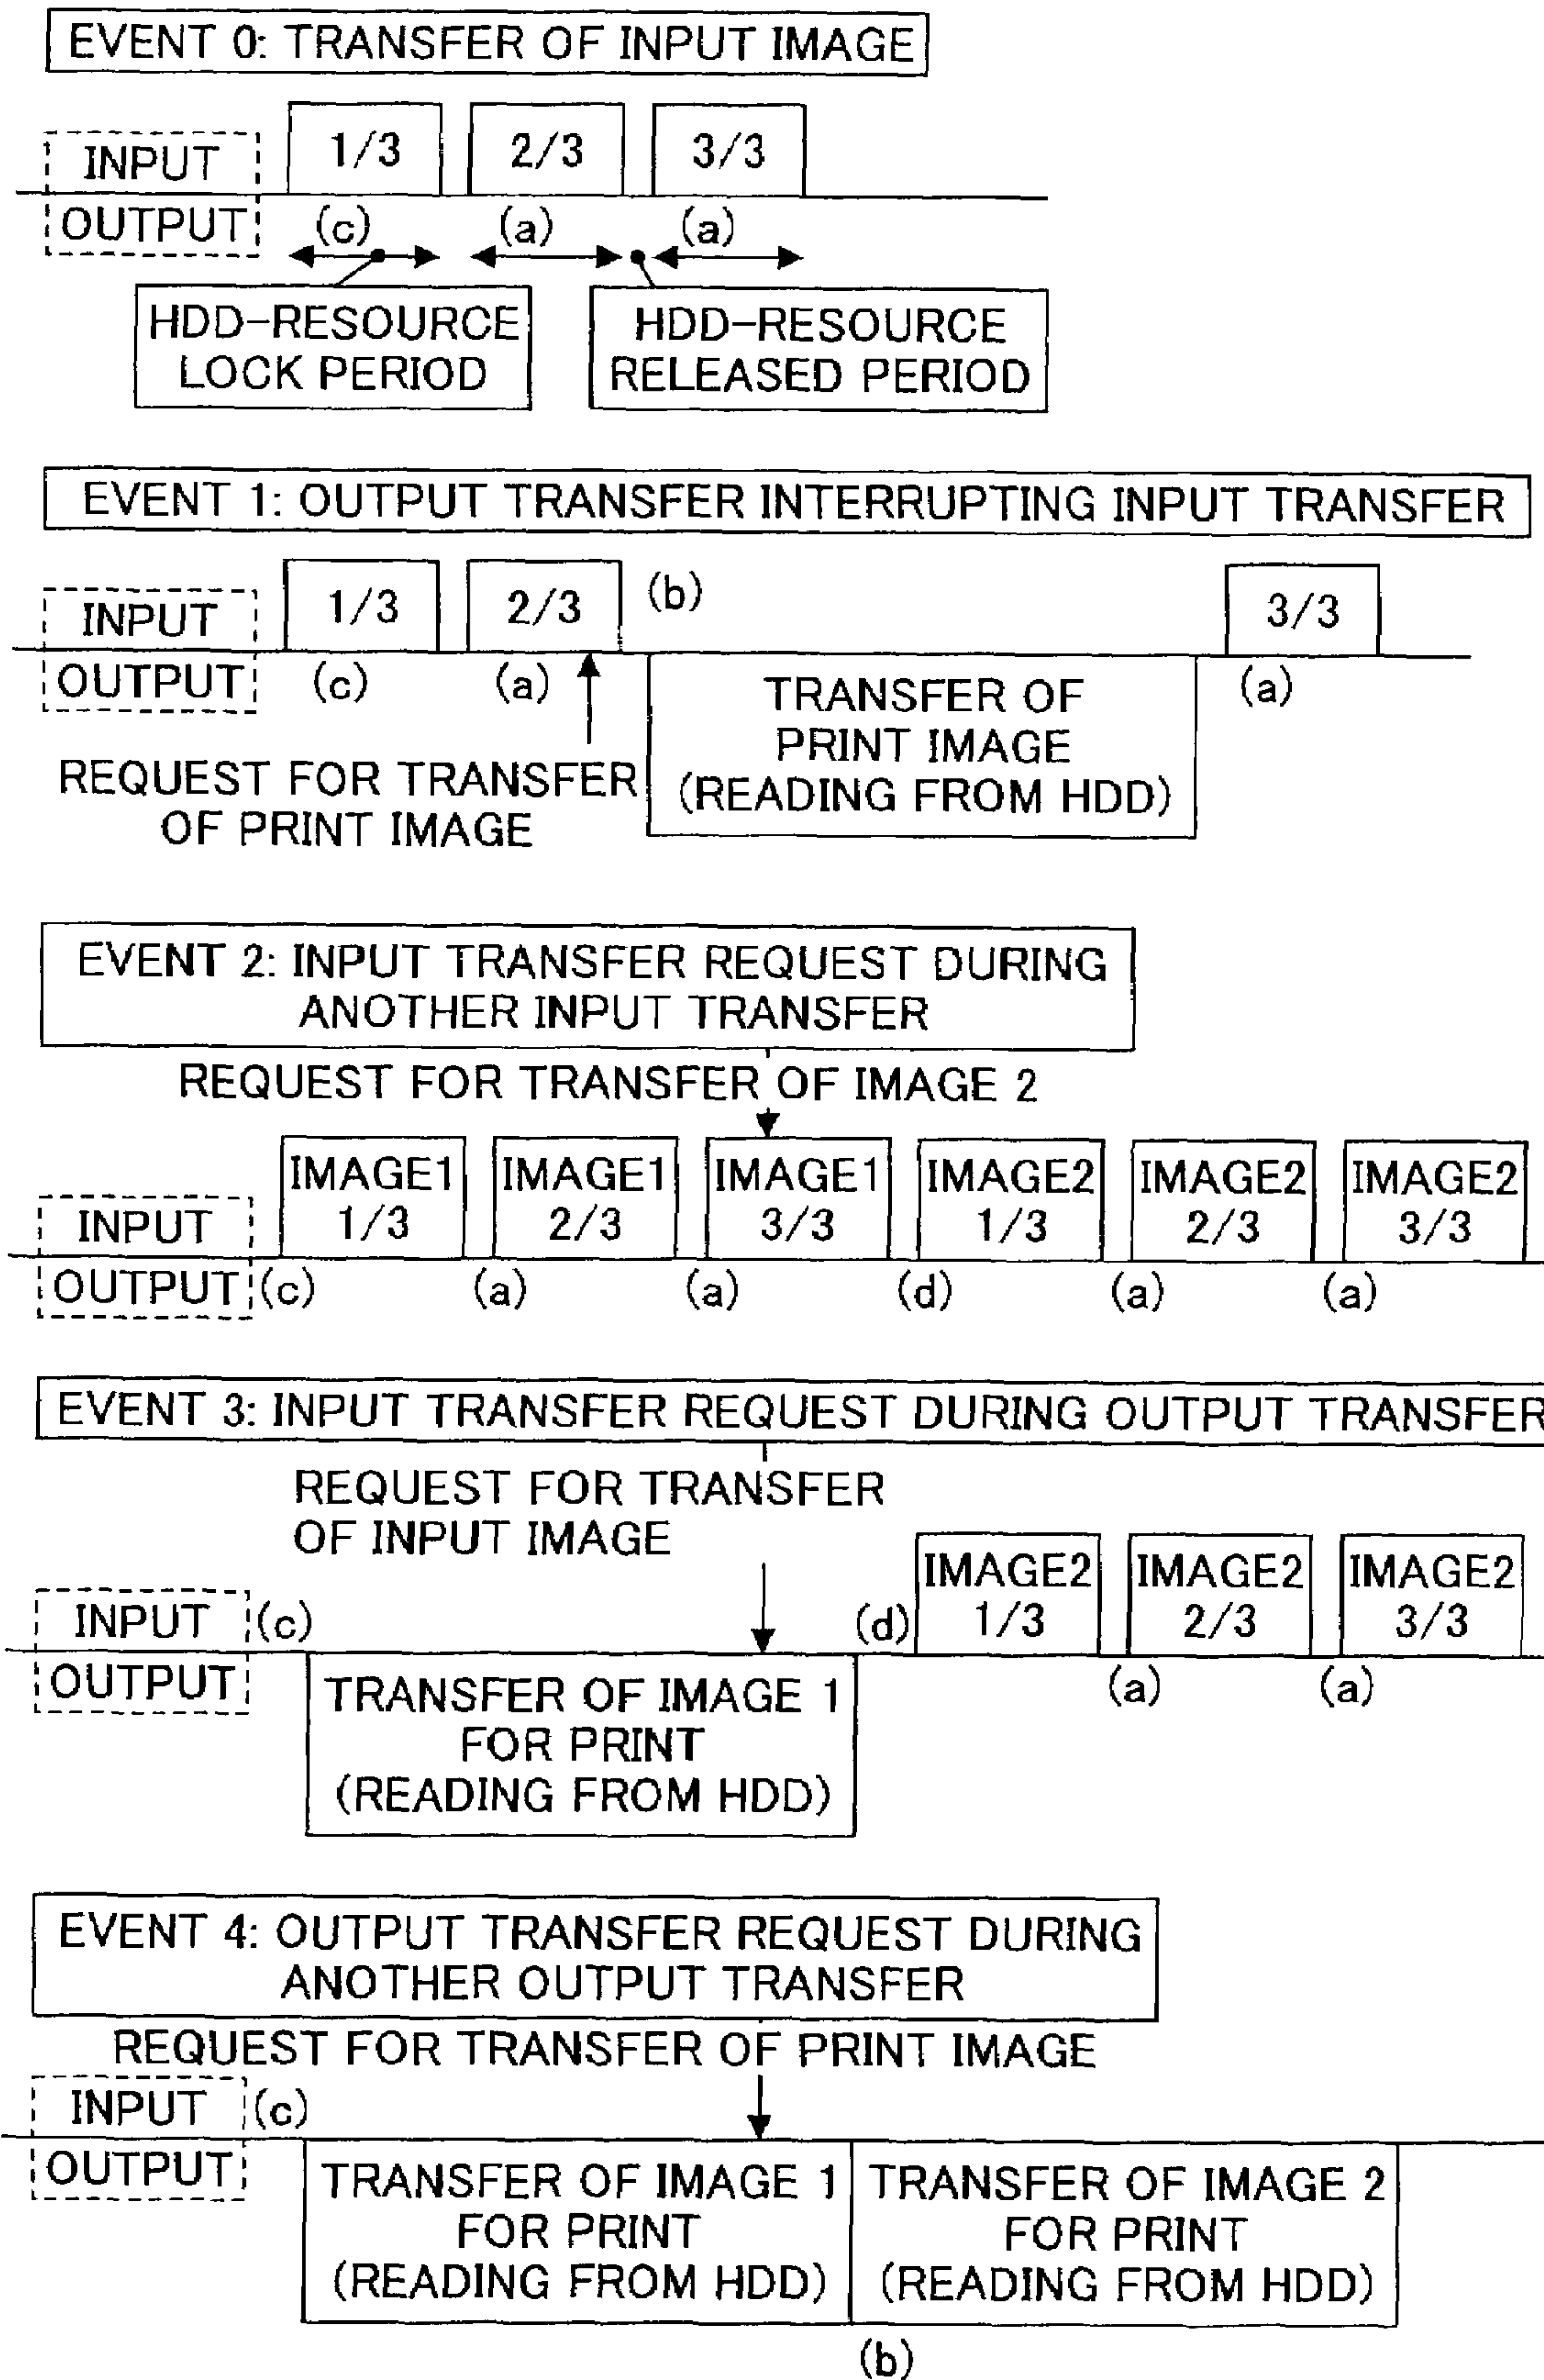 EVENT 0: TRANSFER OF INPUT IMAGE
1/3
2/3
3/3
INPUT
OUTPUT
(c)
(a)
(a)
HDD-RESOURCE
LOCK PERIOD
HDD-RESOURCE
RELEASED PERIOD
EVENT 1: OUTPUT TRANSFER INTERRUPTING INPUT TRANSFER
1/3
2/3
(b)
3/3
INPUT
OUTPUT
(c)
(a)
(a)
REQUEST FOR TRANSFER
OF PRINT IMAGE
TRANSFER OF
PRINT IMAGE
(READING FROM HDD)
EVENT 2: INPUT TRANSFER REQUEST DURING
ANOTHER INPUT TRANSFER
REQUEST FOR TRANSFER OF IMAGE 2
IMAGE1
1/3
IMAGE1
2/3
IMAGE1
3/3
IMAGE2
1/3
IMAGE2
2/3
IMAGE2
3/3
INPUT
OUTPUT
(c)
(a)
(a)
(d)
(a)
(a)
EVENT 3: INPUT TRANSFER REQUEST DURING OUTPUT TRANSFER
REQUEST FOR TRANSFER
OF INPUT IMAGE
INPUT
(c)
(d)
IMAGE2
1/3
IMAGE2
2/3
IMAGE2
3/3
OUTPUT
TRANSFER OF IMAGE 1
FOR PRINT
(READING FROM HDD)
(a)
(a)
EVENT 4: OUTPUT TRANSFER REQUEST DURING
ANOTHER OUTPUT TRANSFER
REQUEST FOR TRANSFER OF PRINT IMAGE
INPUT
(c)
OUTPUT
TRANSFER OF IMAGE 1
FOR PRINT
(READING FROM HDD)
TRANSFER OF IMAGE 2
FOR PRINT
(READING FROM HDD)
(b)